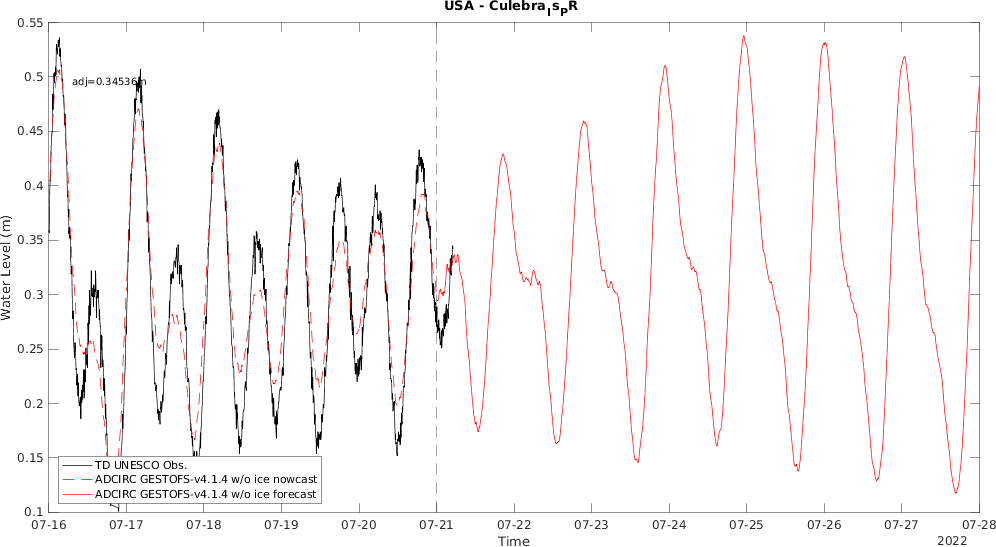 USA - Culebra_Is_PR
0.55
0.5
0.45
0.4
0.35
0.3
0.25
0.2
0.15
0.1
Water Level (m)
adj=0.34536m
TD UNESCO Obs.
ADCIRC GESTOFS-v4.1.4 w/o ice nowcast
ADCIRC GESTOFS-v4.1.4 w/o ice forecast
07-16 07-17 07-18 07-19 07-20 07-21 07-22 07-23 07-24 07-25 07-26 07-27 07-28
Time
2022